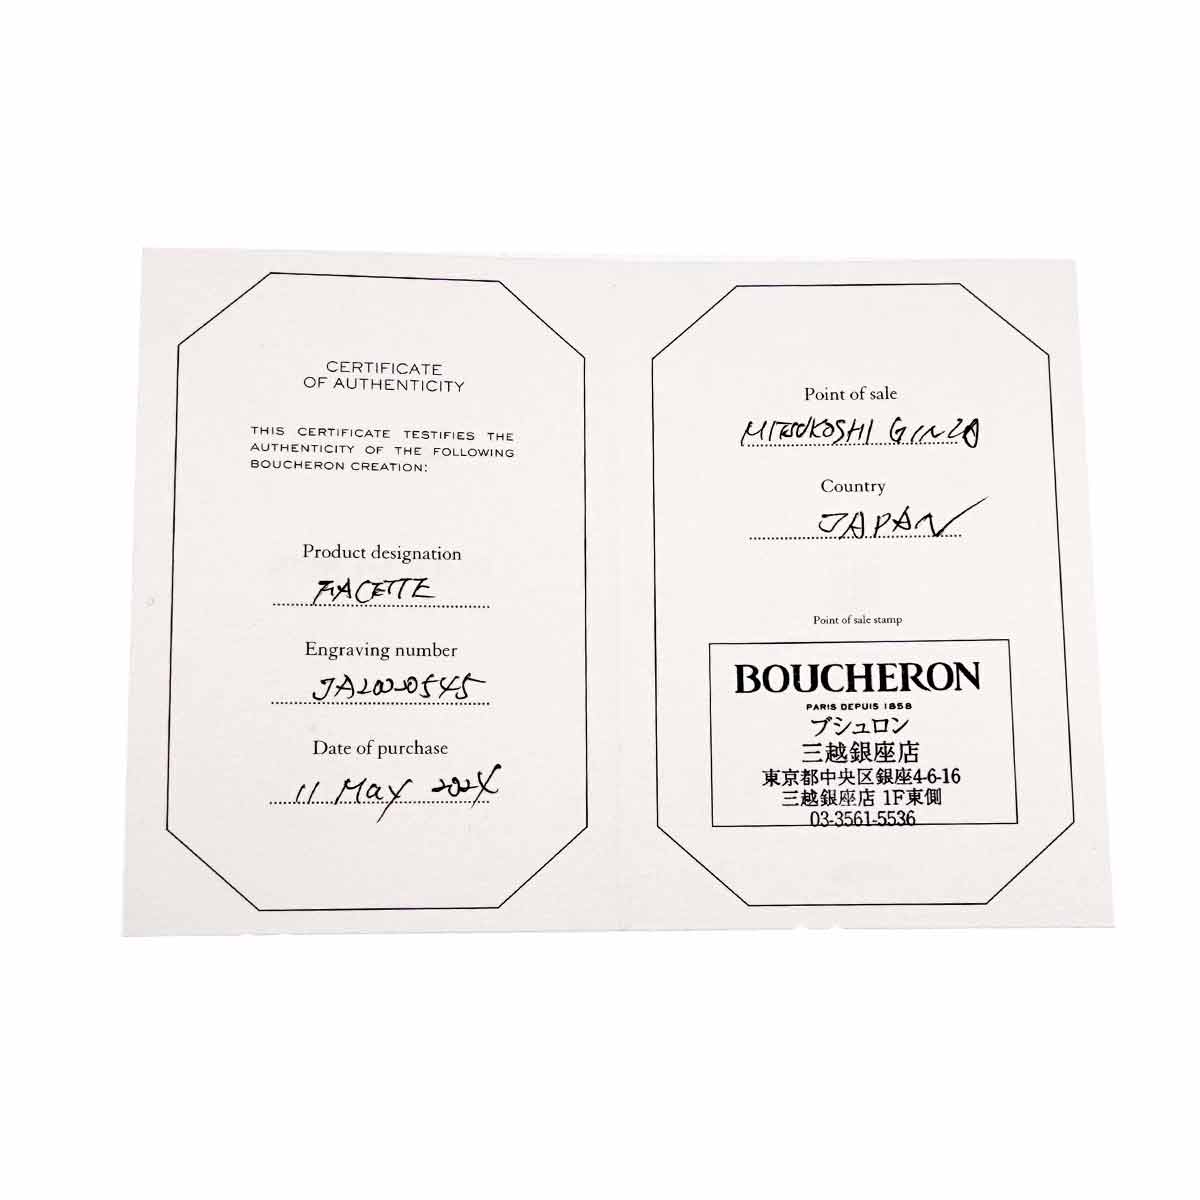 CERTIFICATE
OF AUTHENTICITY
THIS CERTIFICATE TESTIFIES THE
AUTHENTICITY OF THE FOLLOWING
BOUCHERON CREATION:
Product designation
FACETTE
Engraving number
JA2020545
Date of purchase
11 May 2024
Point of sale
MITSUKOSHI GINZA
Country
JAPAN
Point of sale stamp
BOUCHERON
PARIS DEPUIS 1858
ブシュロン
三越銀座店
東京都中央区銀座4-6-16
三越銀座店 1F東側
03-3561-5536